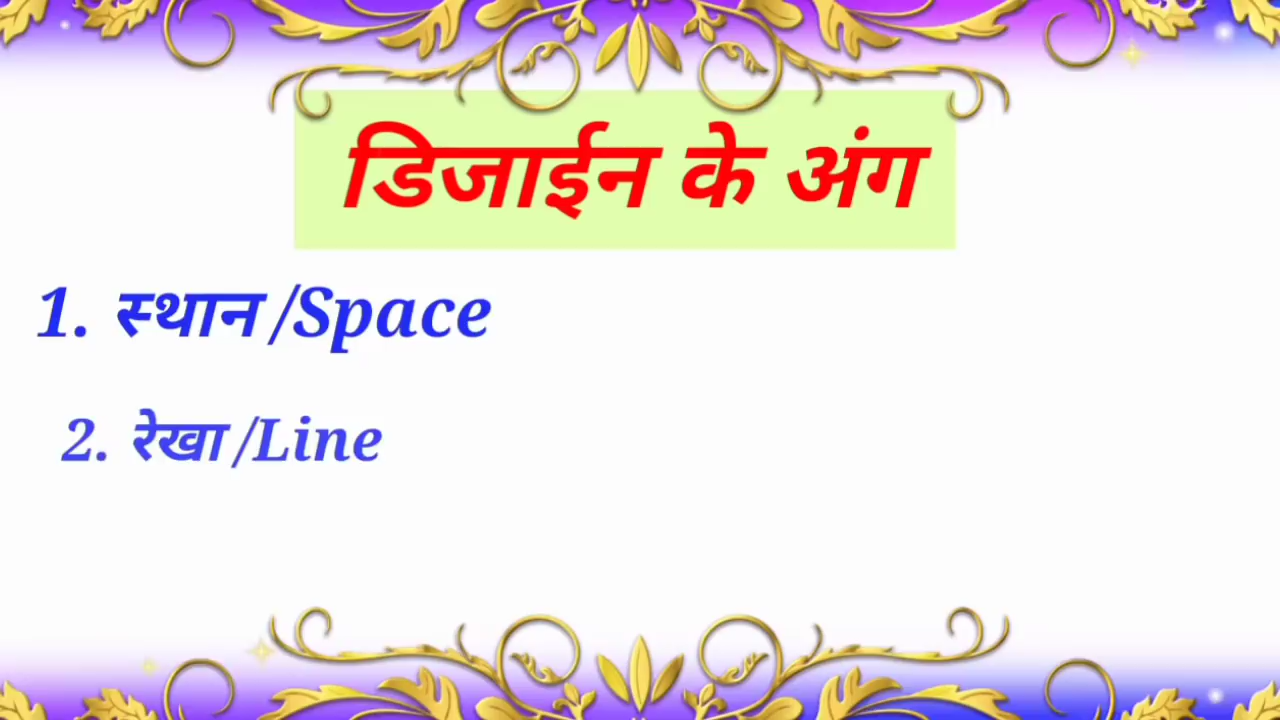 डिजाईन के अंग
1. स्थान /Space
2. रेखा /Line